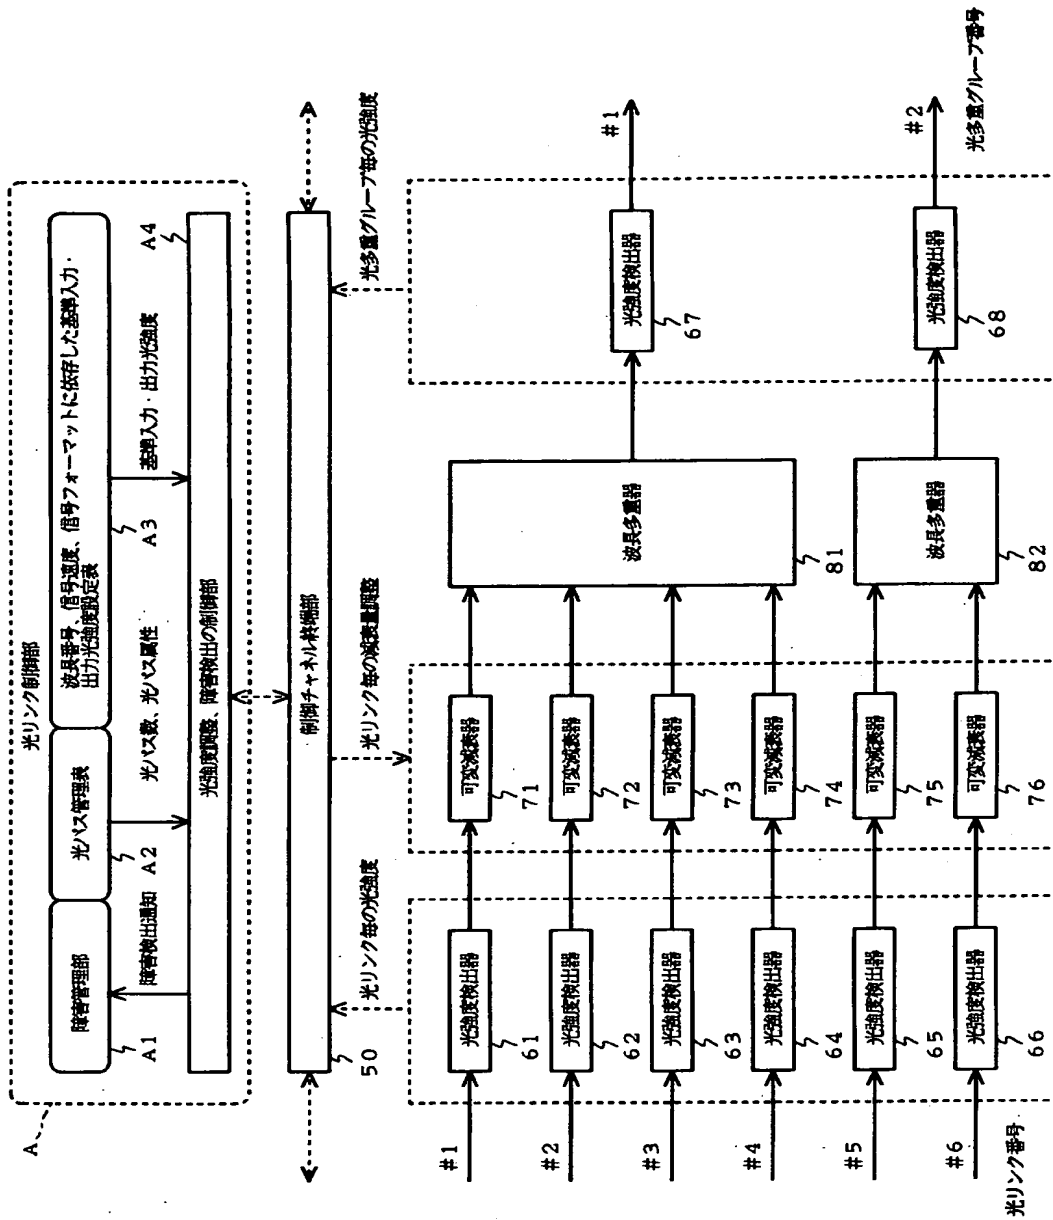 A
光リンク制御部
障害管理部
A1
光パス管理表
A2
波長番号、信号速度、信号フォーマットに依存した基準入力・
出力光強度設定表
A3
障害検出通知
光パス数、光パス属性
基準入力・出力光強度
A4
光強度調整、障害検出の制御部
制御チャネル終端部
50
光リンク毎の光強度
光リンク毎の減衰量調整
光多重グループ毎の光強度
#1
光強度検出器
61
可変減衰器
71
#2
光強度検出器
62
可変減衰器
72
#3
光強度検出器
63
可変減衰器
73
#4
光強度検出器
64
可変減衰器
74
波長多重器
81
光強度検出器
67
#1
#5
光強度検出器
65
可変減衰器
75
#6
光強度検出器
66
可変減衰器
76
波長多重器
82
光強度検出器
68
#2
光リンク番号
光多重グループ番号